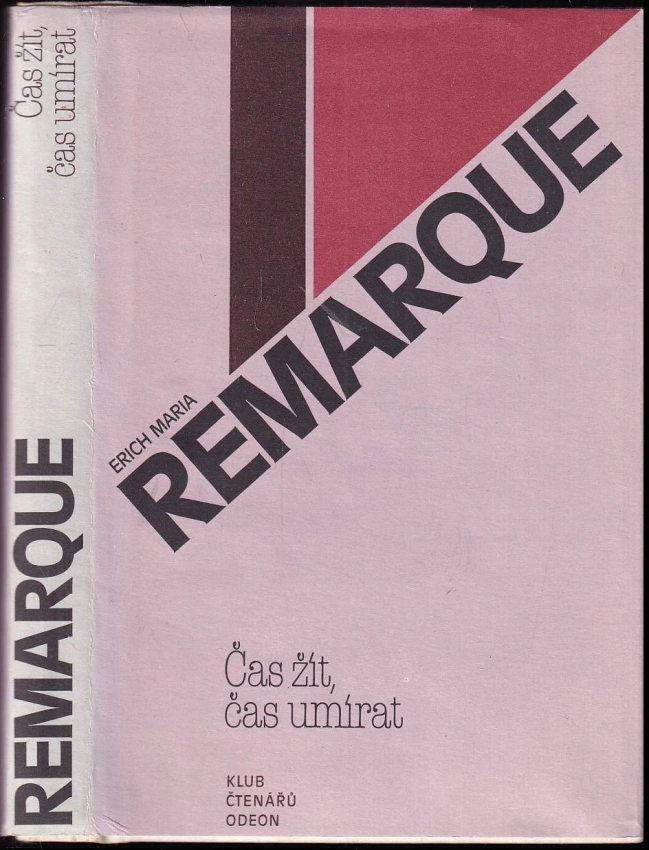 Čas žít,
čas umírat
REMARQUE
ERICH MARIA
REMARQUE
Čas žít,
čas umírat
KLUB
ČTENÁŘŮ
ODEON